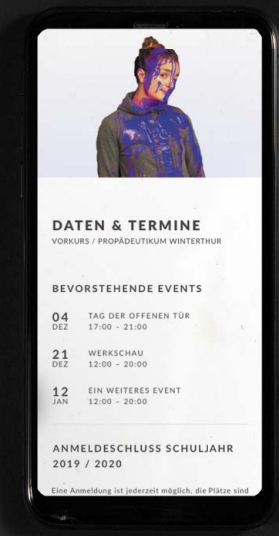 DATEN & TERMINE
VORKURS / PROPÄDEUTIKUM WINTERTHUR
BEVORSTEHENDE EVENTS
04 TAG DER OFFENEN TÜR
DEZ 17:00 – 21:00
21 WERKSCHAU
DEZ 12:00 – 20:00
12 EIN WEITERES EVENT
JAN 12:00 – 20:00
ANMELDESCHLUSS SCHULJAHR
2019 / 2020
Eine Anmeldung ist jederzeit möglich, die Plätze sind